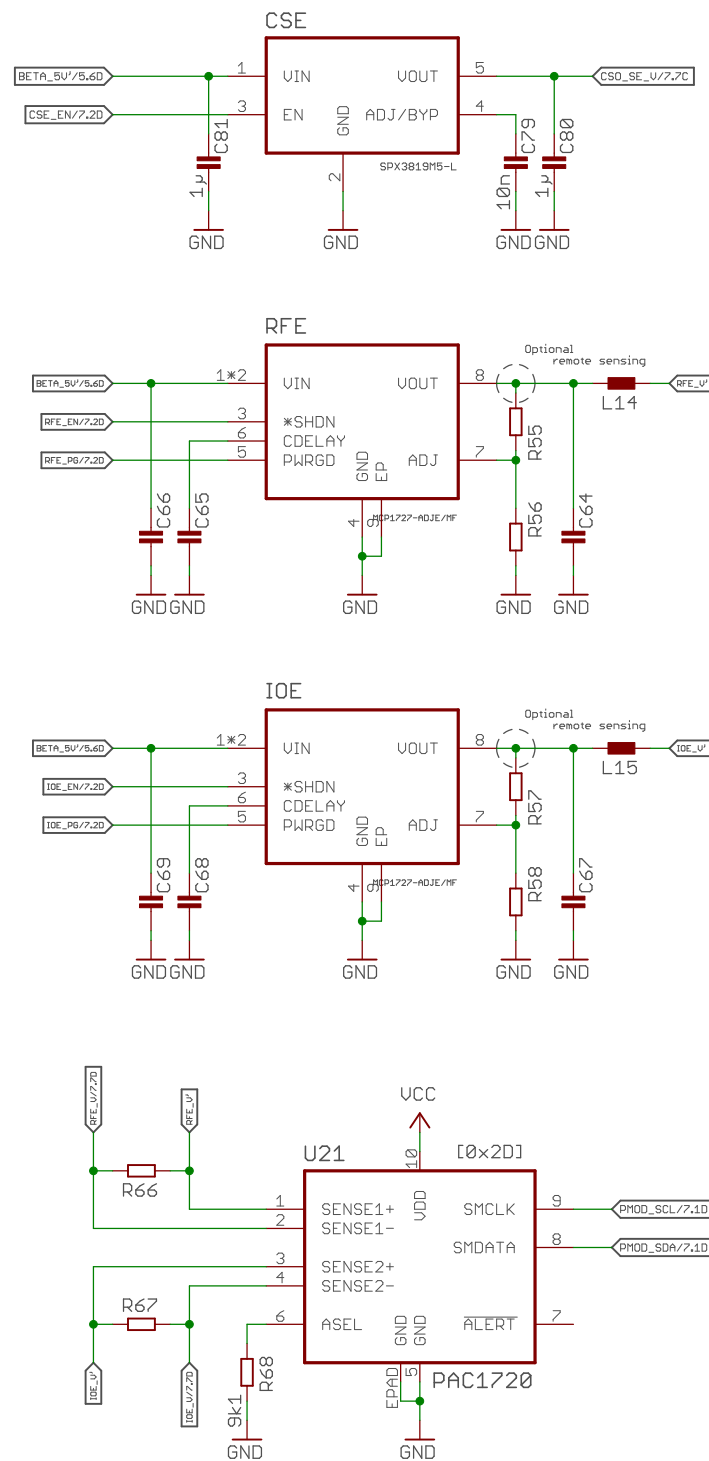 CSE
BETA_5V'/5.6D
1
VIN
VOUT
5
CSO_SE_V/7.7C
CSE_EN/7.2D
3
EN
GND
ADJ/BYP
4
C81
1µ
2
SPX3819M5-L
C79
10n
C80
1µ
GND
GND
GND
GND
RFE
Optional
remote sensing
BETA_5V'/5.6D
1*2
VIN
VOUT
8
L14
RFE_V'
RFE_EN/7.2D
3
*SHDN
6
CDELAY
RFE_PG/7.2D
5
PWRGD
GND
EP
ADJ
7
R55
C66
C65
4
9
MCP1727-ADJE/MF
R56
C64
GND
GND
GND
GND
GND
IOE
Optional
remote sensing
BETA_5V'/5.6D
1*2
VIN
VOUT
8
L15
IOE_V'
IOE_EN/7.2D
3
*SHDN
6
CDELAY
IOE_PG/7.2D
5
PWRGD
GND
EP
ADJ
7
R57
C69
C68
4
9
MCP1727-ADJE/MF
R58
C67
GND
GND
GND
GND
GND
RFE_V/7.7D
RFE_V'
VCC
U21
10
[0x2D]
R66
1
SENSE1+
VDD
SMCLK
9
PMOD_SCL/7.1D
2
SENSE1-
SMDATA
8
PMOD_SDA/7.1D
3
SENSE2+
4
SENSE2-
R67
6
ASEL
GND
GND
ALERT
7
IOE_V'
IOE_V/7.7D
R68
9k1
EPAD
5
PAC1720
GND
GND